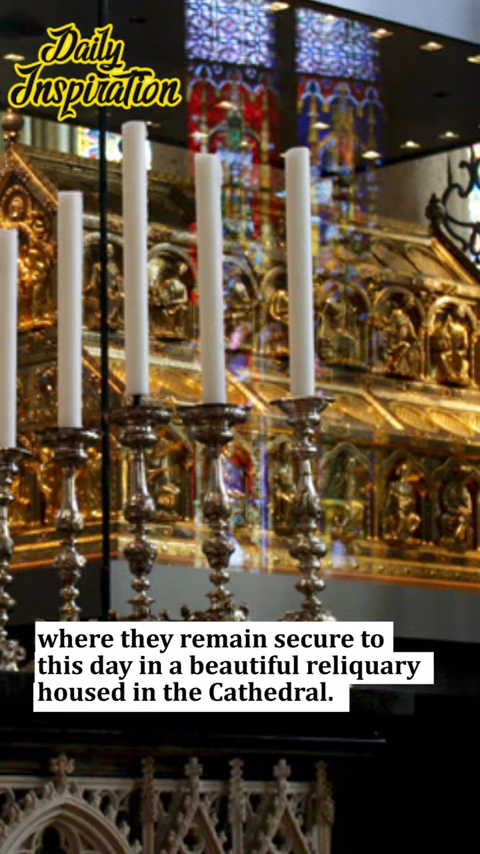 Daily
Inspiration
where they remain secure to
this day in a beautiful reliquary
housed in the Cathedral.